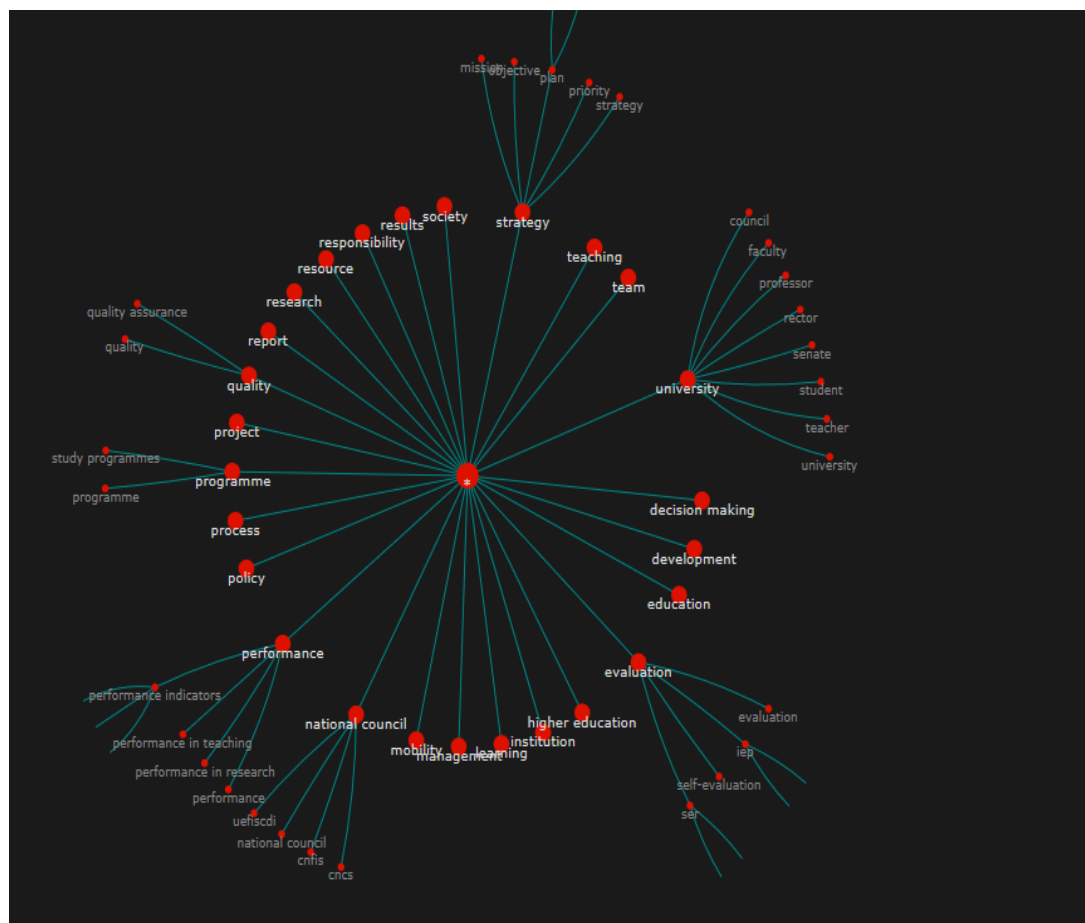 mission
objective
plan
priority
strategy
society
results
responsibility
resource
research
report
quality
quality assurance
quality
project
programme
study programmes
programme
process
policy
strategy
teaching
team
university
council
faculty
professor
rector
senate
student
teacher
university
*
decision making
development
education
performance
performance indicators
performance in teaching
performance in research
performance
national council
uefiscdi
national council
cnfis
cncs
mobility
management
learning
institution
higher education
evaluation
evaluation
iep
self-evaluation
ser